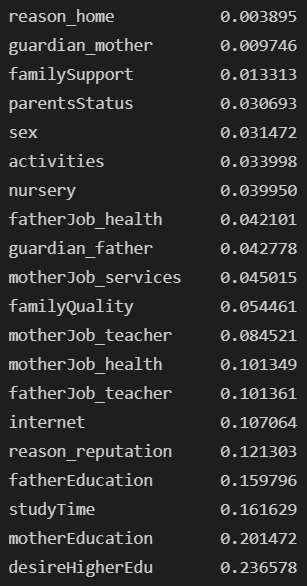 reason_home 0.003895
guardian_mother 0.009746
familySupport 0.013313
parentsStatus 0.030693
sex 0.031472
activities 0.033998
nursery 0.039950
fatherJob_health 0.042101
guardian_father 0.042778
motherJob_services 0.045015
familyQuality 0.054461
motherJob_teacher 0.084521
motherJob_health 0.101349
fatherJob_teacher 0.101361
internet 0.107064
reason_reputation 0.121303
fatherEducation 0.159796
studyTime 0.161629
motherEducation 0.201472
desireHigherEdu 0.236578